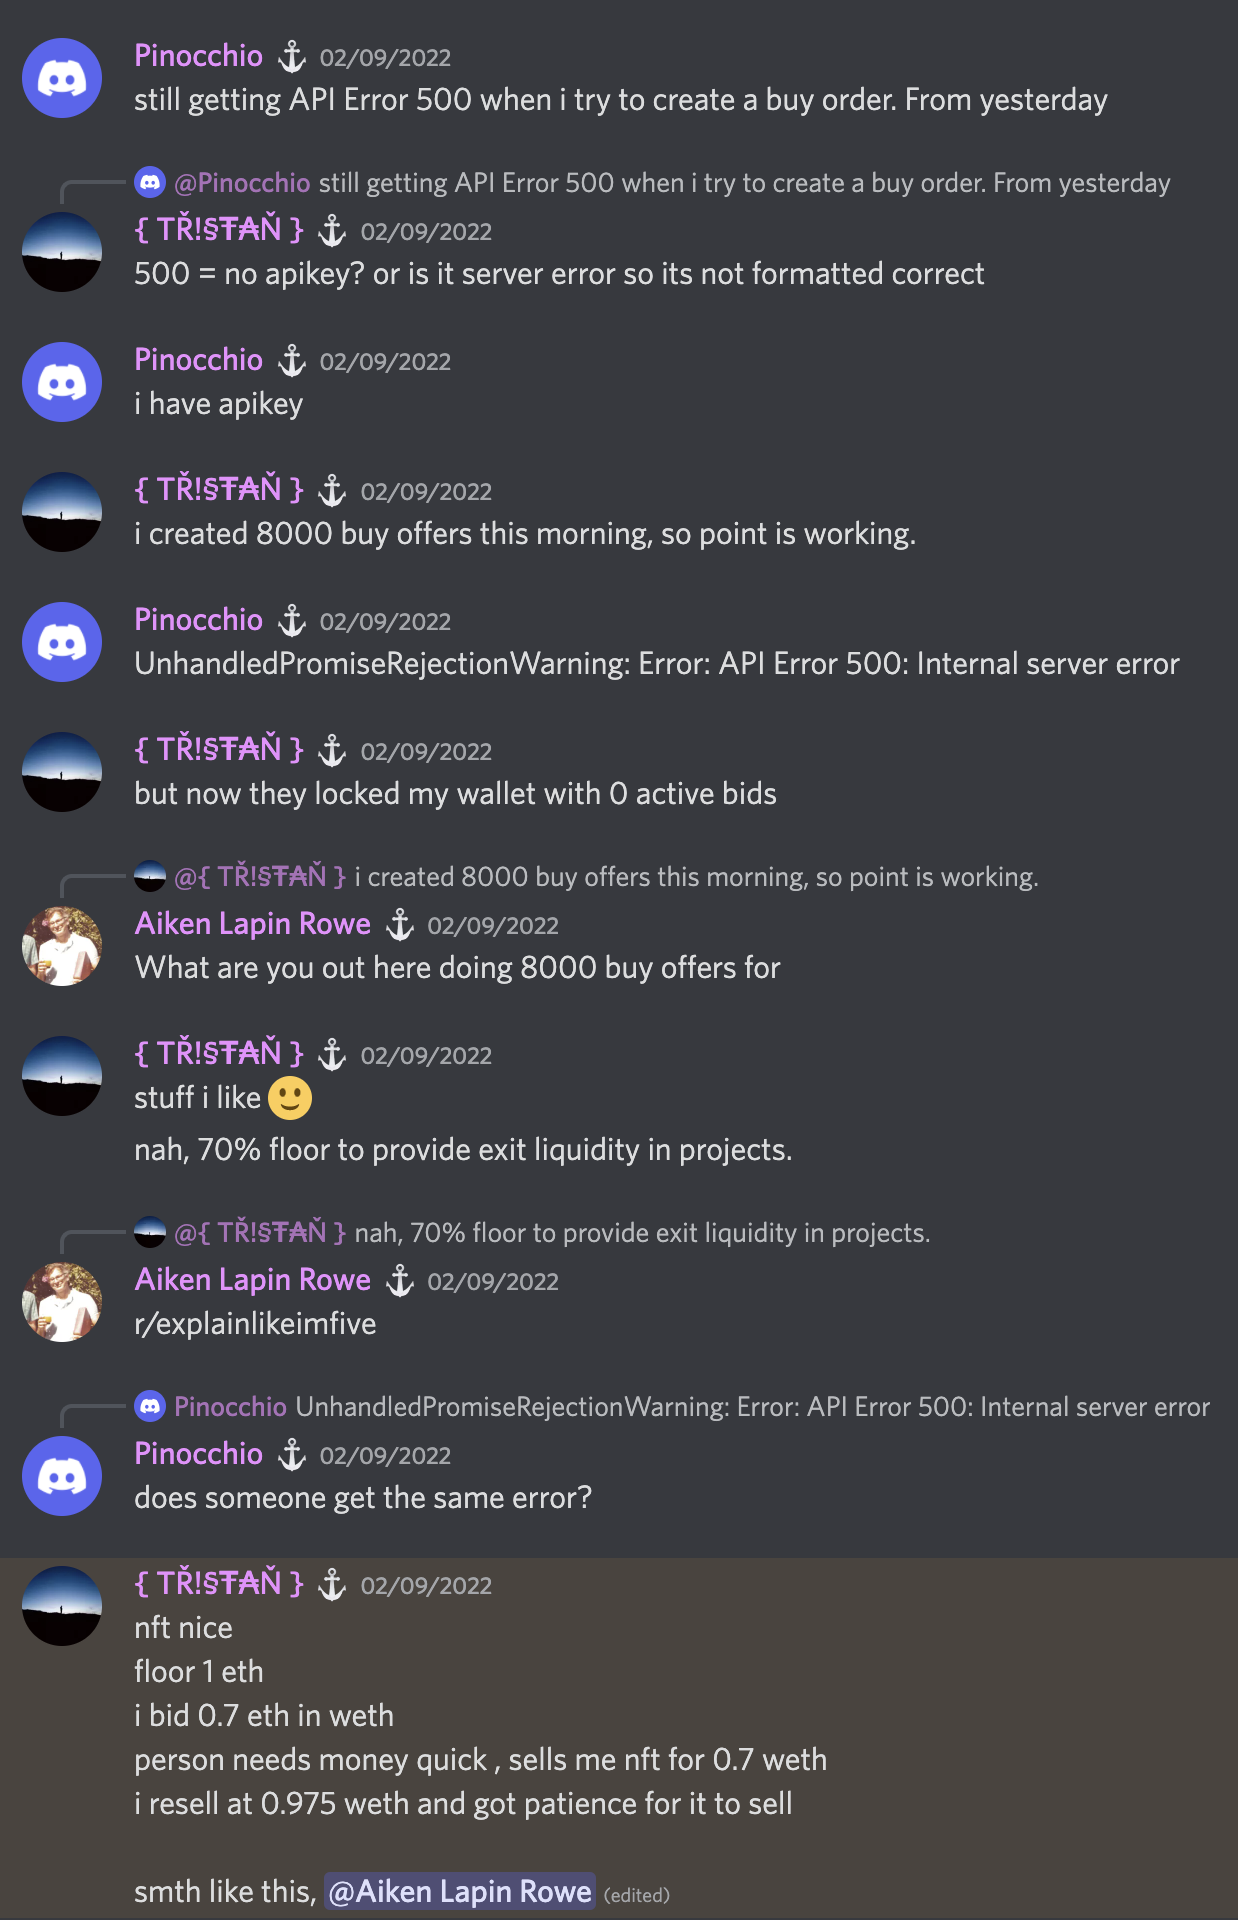 Pinocchio 02/09/2022
still getting API Error 500 when i try to create a buy order. From yesterday
@Pinocchio still getting API Error 500 when i try to create a buy order. From yesterday
{ TŘ!§Ŧ₳Ň } 02/09/2022
500 = no apikey? or is it server error so its not formatted correct
Pinocchio 02/09/2022
i have apikey
{ TŘ!§Ŧ₳Ň } 02/09/2022
i created 8000 buy offers this morning, so point is working.
Pinocchio 02/09/2022
UnhandledPromiseRejectionWarning: Error: API Error 500: Internal server error
{ TŘ!§Ŧ₳Ň } 02/09/2022
but now they locked my wallet with 0 active bids
@{ TŘ!§Ŧ₳Ň } i created 8000 buy offers this morning, so point is working.
Aiken Lapin Rowe 02/09/2022
What are you out here doing 8000 buy offers for
{ TŘ!§Ŧ₳Ň } 02/09/2022
stuff i like 🙂
nah, 70% floor to provide exit liquidity in projects.
@{ TŘ!§Ŧ₳Ň } nah, 70% floor to provide exit liquidity in projects.
Aiken Lapin Rowe 02/09/2022
r/explainlikeimfive
Pinocchio UnhandledPromiseRejectionWarning: Error: API Error 500: Internal server error
Pinocchio 02/09/2022
does someone get the same error?
{ TŘ!§Ŧ₳Ň } 02/09/2022
nft nice
floor 1 eth
i bid 0.7 eth in weth
person needs money quick , sells me nft for 0.7 weth
i resell at 0.975 weth and got patience for it to sell
smth like this, @Aiken Lapin Rowe (edited)